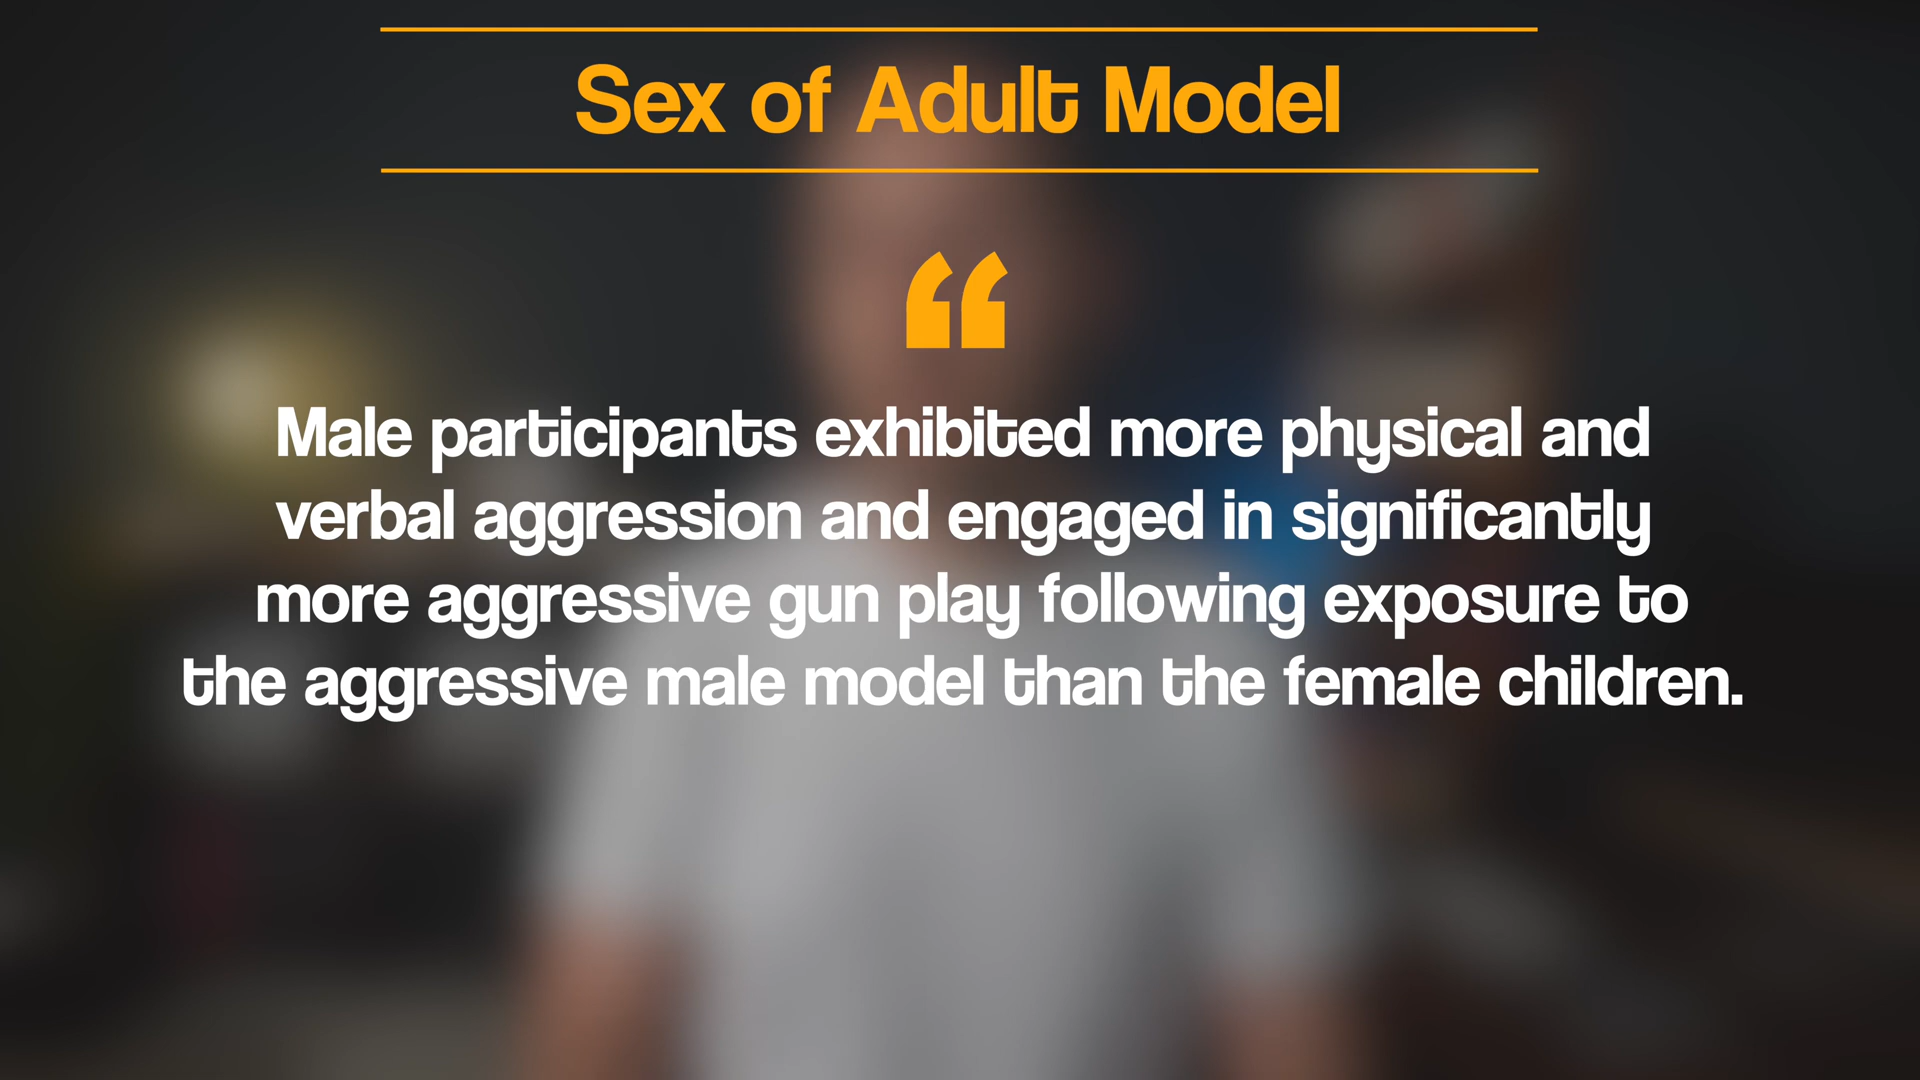 Sex of Adult Model
“
Male participants exhibited more physical and
verbal aggression and engaged in significantly
more aggressive gun play following exposure to
the aggressive male model than the female children.